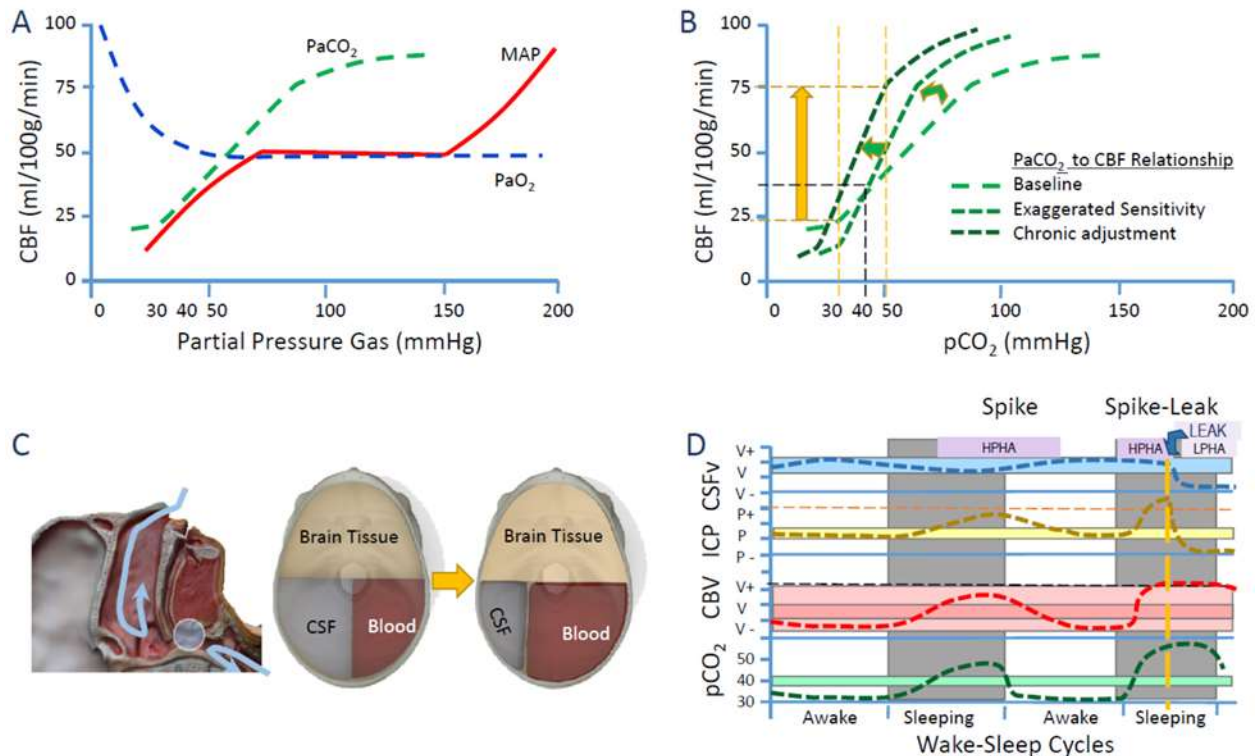 A
CBF (ml/100g/min)
100
75
50
25
0
PaCO2
MAP
PaO2
0 30 40 50 100 150 200
Partial Pressure Gas (mmHg)
B
CBF (ml/100g/min)
100
75
50
25
0
PaCO2 to CBF Relationship
Baseline
Exaggerated Sensitivity
Chronic adjustment
0 30 40 50 100 150 200
pCO2 (mmHg)
C
Brain Tissue
CSF Blood
Brain Tissue
CSF Blood
D
Spike Spike-Leak
LEAK
HPHA HPHA LPHA
CSFv
V+
V
V -
ICP
P+
P
P -
CBV
V+
V
V -
pCO2
50
40
30
Awake Sleeping Awake Sleeping
Wake-Sleep Cycles